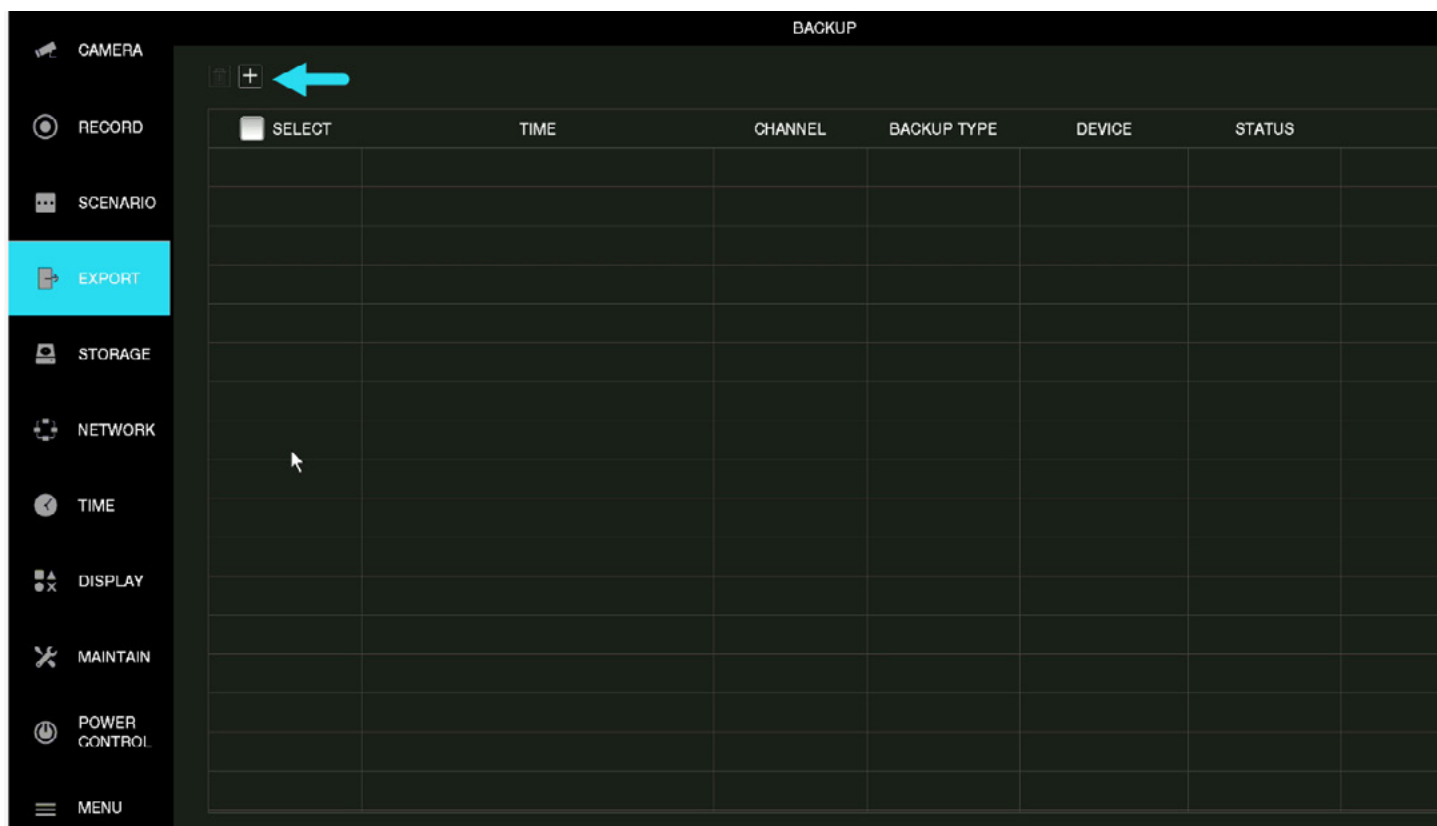 BACKUP
CAMERA
RECORD
SCENARIO
EXPORT
STORAGE
NETWORK
TIME
DISPLAY
MAINTAIN
POWER
CONTROL
MENU
SELECT TIME CHANNEL BACKUP TYPE DEVICE STATUS